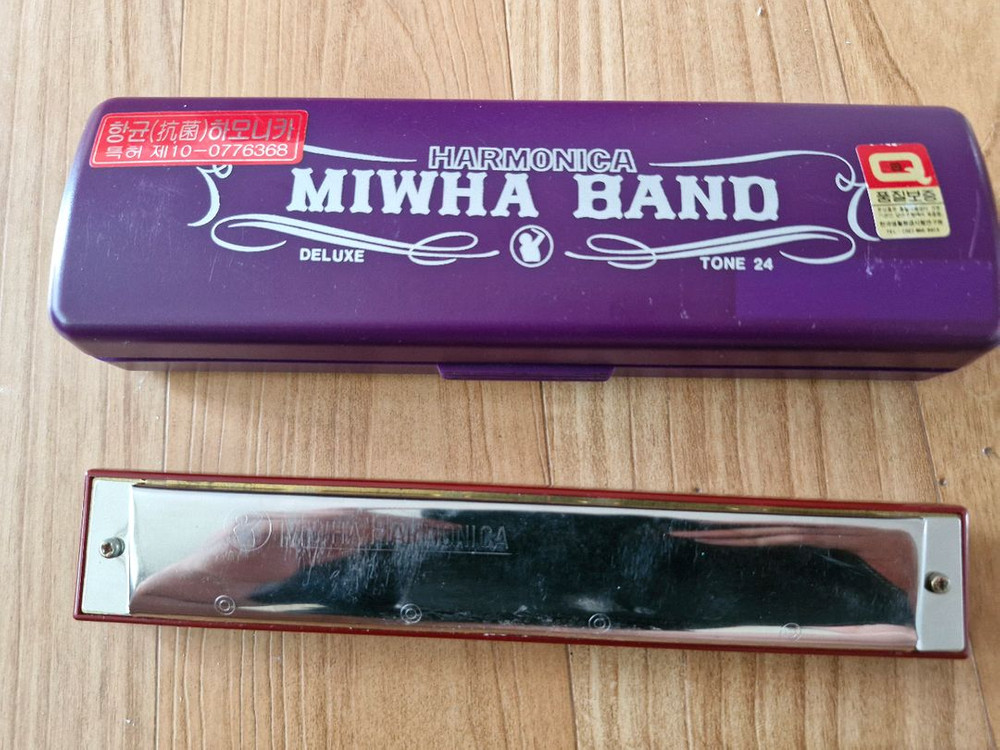 항균(抗菌)하모니카
특허 제10-0776368
HARMONICA
MIWHA BAND
DELUXE
TONE 24
Q
품질보증
MIWHA HARMONICA